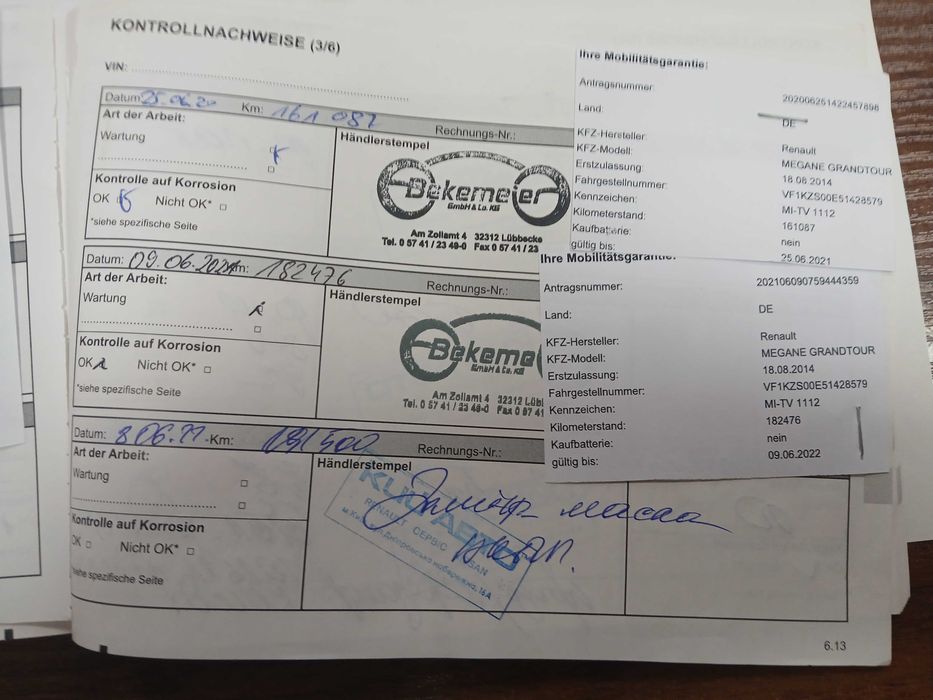 KONTROLLNACHWEISE (3/6)
VIN:
Datum: 25.06.20 Km: 161 087 Rechnungs-Nr.:
Art der Arbeit:
Wartung
Kontrolle auf Korrosion
OK Nicht OK*
*siehe spezifische Seite
Händlerstempel
Bekemeier
GmbH & Co. KG
Am Zollamt 4 32312 Lübbecke
Tel. 0 57 41 / 23 49-0 Fax 0 57 41 / 23
Ihre Mobilitätsgarantie:
Antragsnummer: 202006251422457898
Land: DE
KFZ-Hersteller: Renault
KFZ-Modell: MEGANE GRANDTOUR
Erstzulassung: 18.08.2014
Fahrgestellnummer: VF1KZS00E51428579
Kennzeichen: MI-TV 1112
Kilometerstand: 161087
Kaufbatterie: nein
gültig bis: 25.06.2021
Datum: 09.06.2021 Km: 182476 Rechnungs-Nr.:
Art der Arbeit:
Wartung
Kontrolle auf Korrosion
OK Nicht OK*
*siehe spezifische Seite
Händlerstempel
Bekeme
GmbH & Co. KG
Am Zollamt 4 32312 Lübb
Tel. 0 57 41 / 23 49-0 Fax 0 57 41
Ihre Mobilitätsgarantie:
Antragsnummer: 202106090759444359
Land: DE
KFZ-Hersteller: Renault
KFZ-Modell: MEGANE GRANDTOUR
Erstzulassung: 18.08.2014
Fahrgestellnummer: VF1KZS00E51428579
Kennzeichen: MI-TV 1112
Kilometerstand: 182476
Kaufbatterie: nein
gültig bis: 09.06.2022
Datum: 8.06.22 Km: 191500 Rechnungs-Nr.:
Art der Arbeit:
Wartung
Kontrolle auf Korrosion
OK Nicht OK*
*siehe spezifische Seite
Händlerstempel
масла
RENAULT СЕРВІС
Дніпровська набережна, 16А
6.13